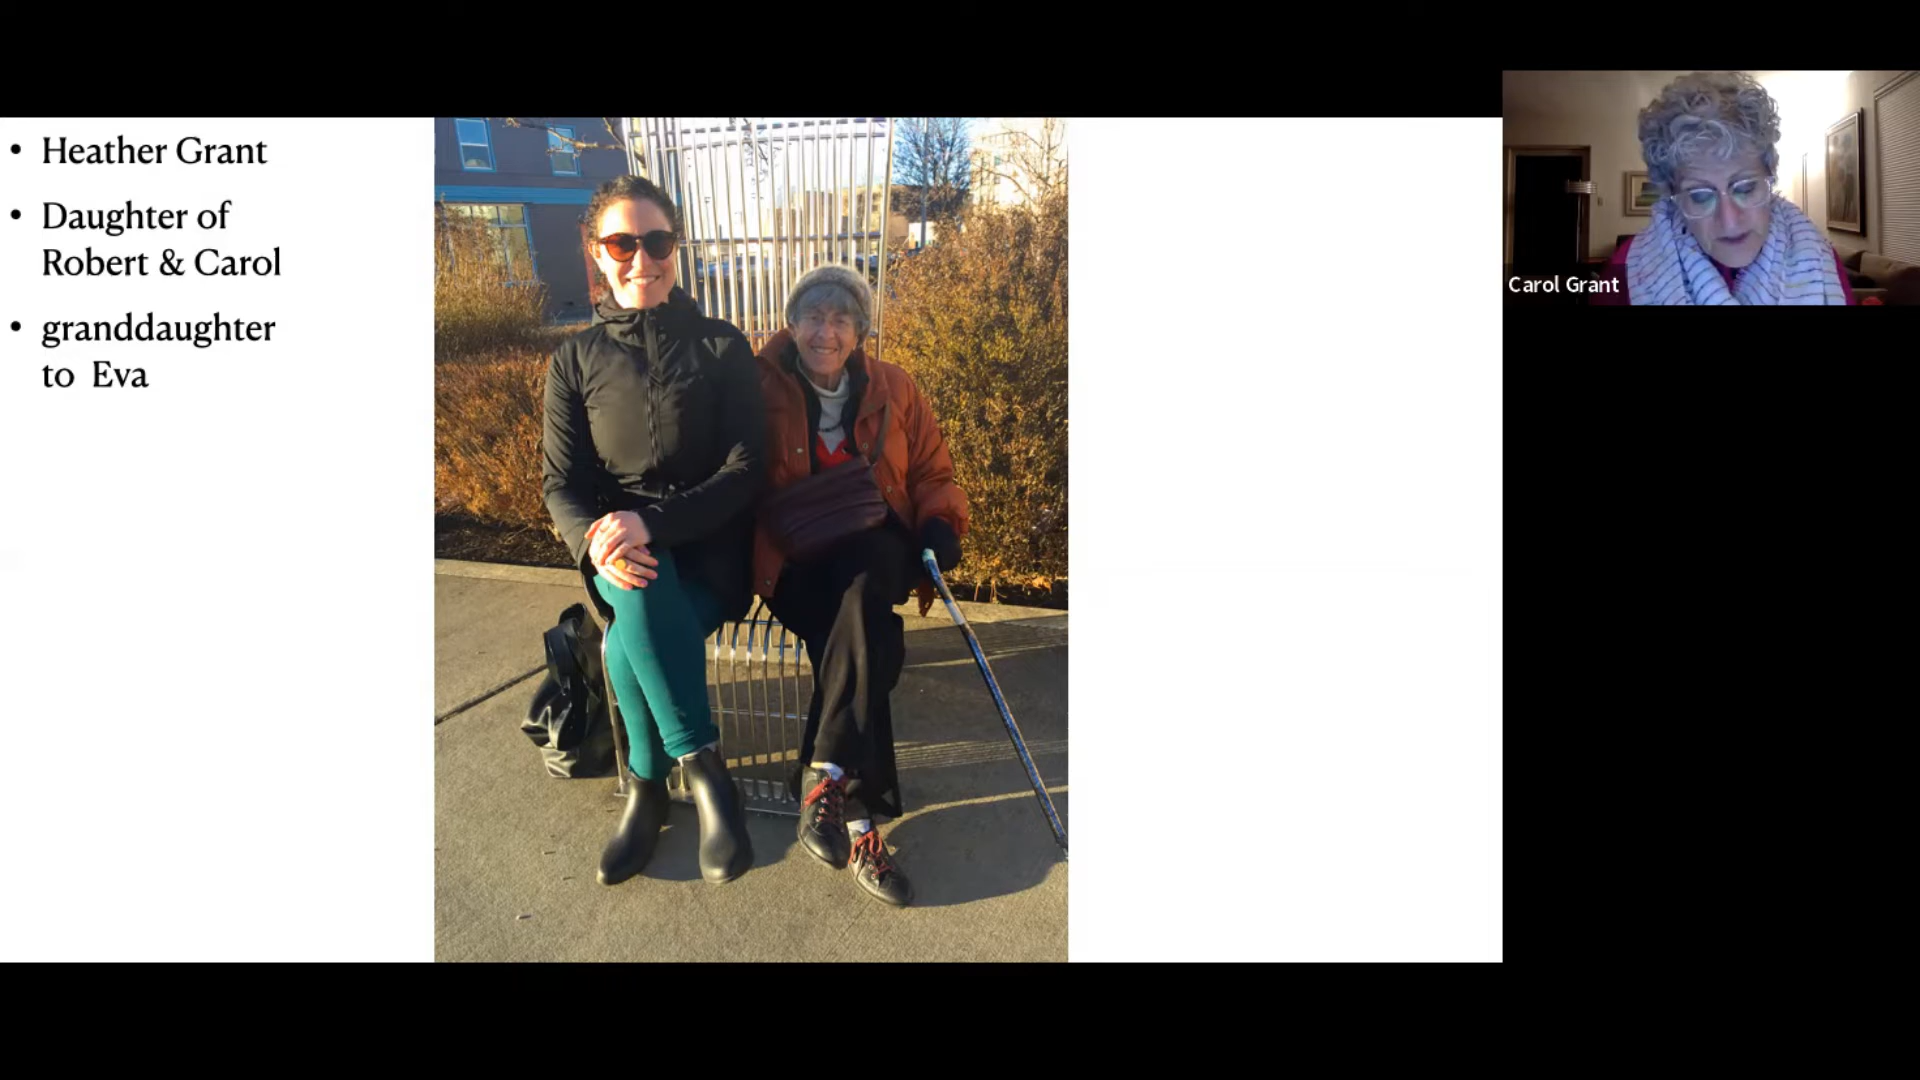 • Heather Grant
• Daughter of
Robert & Carol
• granddaughter
to Eva
Carol Grant